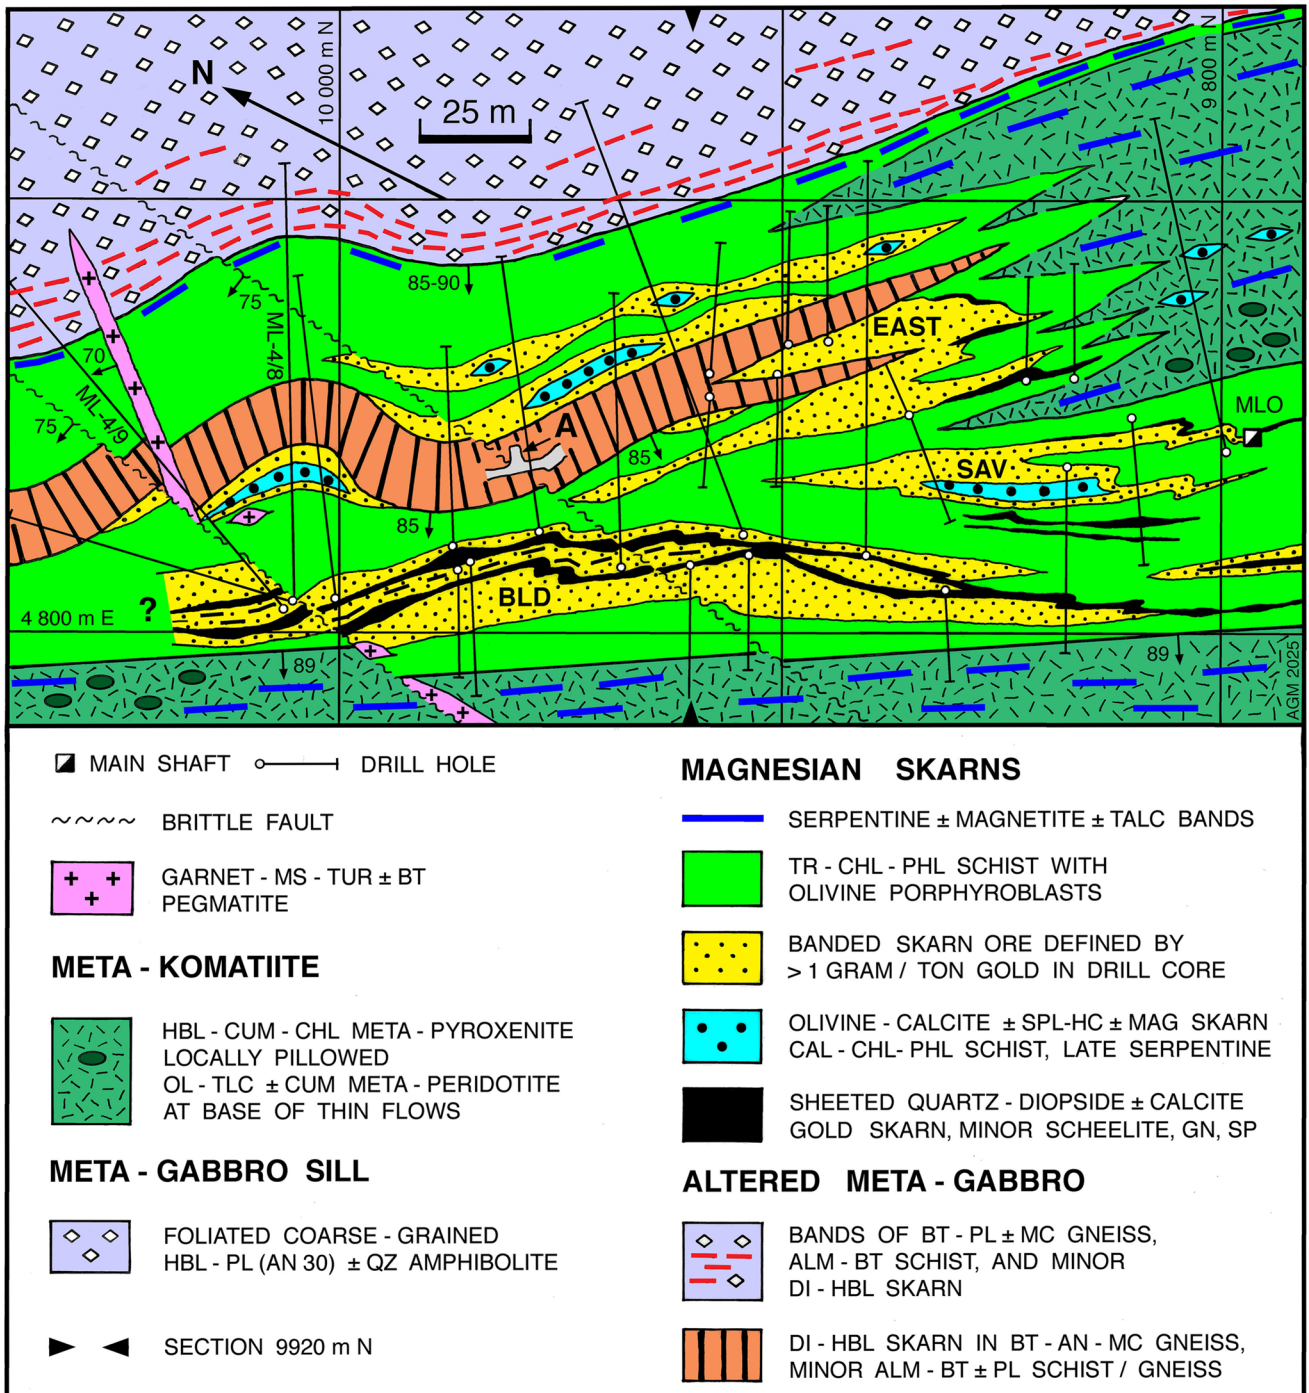 10 000 m N
9 800 m N
N
25 m
85-90
75
ML-4/8
70
EAST
ML-4/9
75
A
85
MLO
SAV
85
BLD
?
4 800 m E
89
89
AGM 2025
MAIN SHAFT
DRILL HOLE
BRITTLE FAULT
GARNET - MS - TUR ± BT
PEGMATITE
META - KOMATIITE
HBL - CUM - CHL META - PYROXENITE
LOCALLY PILLOWED
OL - TLC ± CUM META - PERIDOTITE
AT BASE OF THIN FLOWS
META - GABBRO SILL
FOLIATED COARSE - GRAINED
HBL - PL (AN 30) ± QZ AMPHIBOLITE
SECTION 9920 m N
MAGNESIAN SKARNS
SERPENTINE ± MAGNETITE ± TALC BANDS
TR - CHL - PHL SCHIST WITH
OLIVINE PORPHYROBLASTS
BANDED SKARN ORE DEFINED BY
> 1 GRAM / TON GOLD IN DRILL CORE
OLIVINE - CALCITE ± SPL-HC ± MAG SKARN
CAL - CHL- PHL SCHIST, LATE SERPENTINE
SHEETED QUARTZ - DIOPSIDE ± CALCITE
GOLD SKARN, MINOR SCHEELITE, GN, SP
ALTERED META - GABBRO
BANDS OF BT - PL ± MC GNEISS,
ALM - BT SCHIST, AND MINOR
DI - HBL SKARN
DI - HBL SKARN IN BT - AN - MC GNEISS,
MINOR ALM - BT ± PL SCHIST / GNEISS